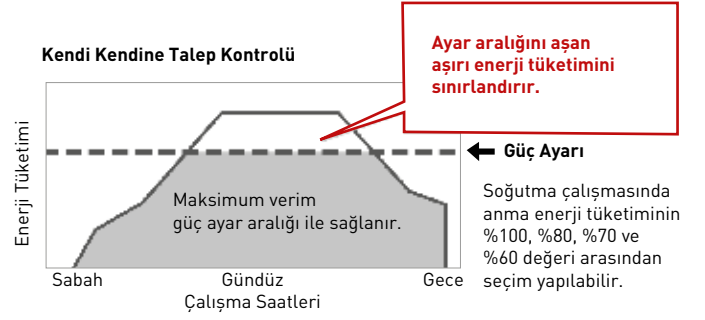 Kendi Kendine Talep Kontrolü
Ayar aralığını aşan
aşırı enerji tüketimini
sınırlandırır.
Enerji Tüketimi
Güç Ayarı
Maksimum verim
güç ayar aralığı ile sağlanır.
Soğutma çalışmasında
anma enerji tüketiminin
%100, %80, %70 ve
%60 değeri arasından
seçim yapılabilir.
Sabah Gündüz Gece
Çalışma Saatleri